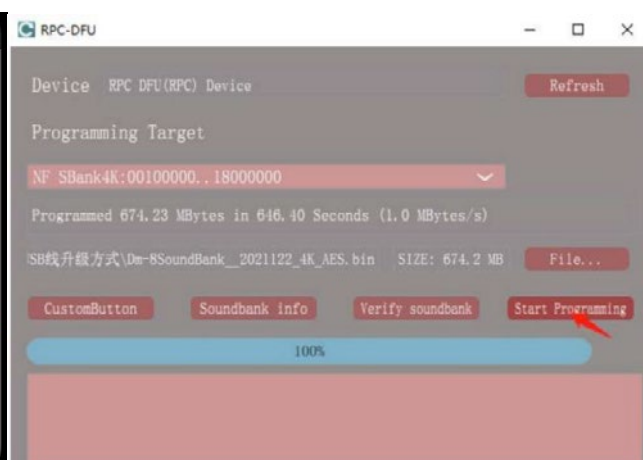 RPC-DFU
Device RPC DFU(RPC) Device Refresh
Programming Target
NF SBank4K:00100000..18000000
Programmed 674.23 MBytes in 646.40 Seconds (1.0 MBytes/s)
SB线升级方式\Dm-8SoundBank__2021122_4K_AES.bin SIZE: 674.2 MB File...
CustomButton Soundbank info Verify soundbank Start Programming
100%